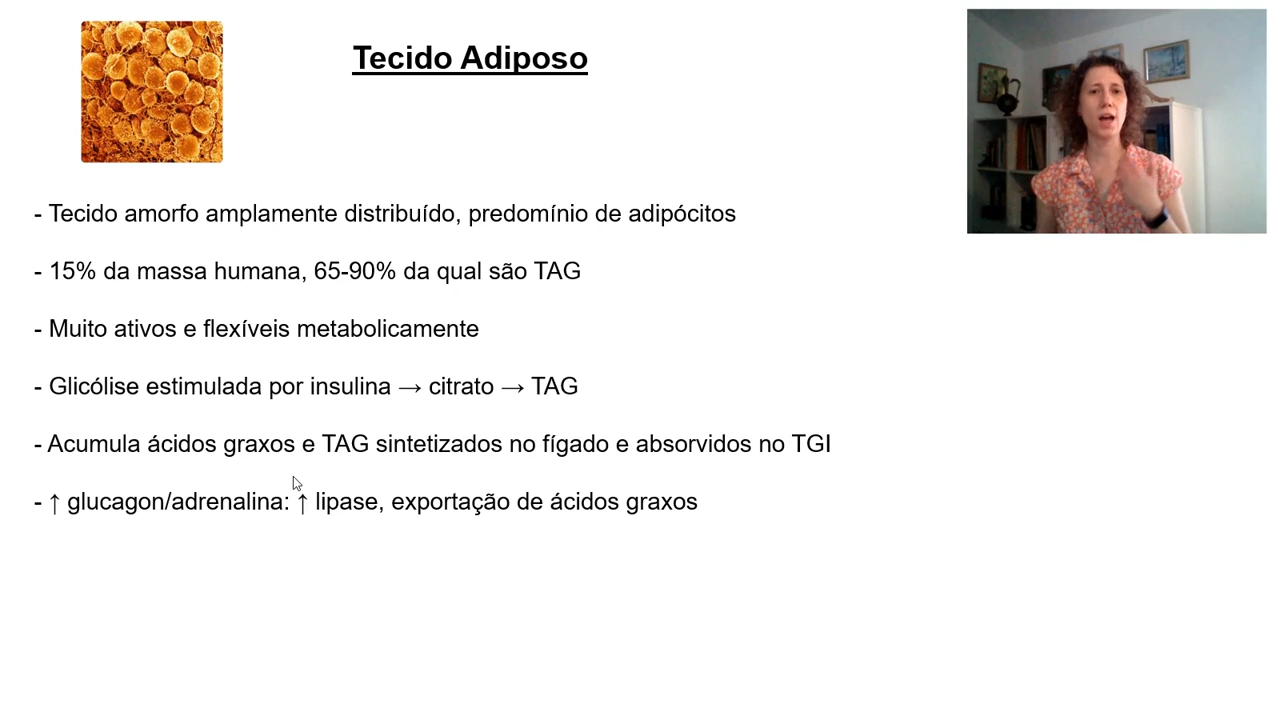 Tecido Adiposo
- Tecido amorfo amplamente distribuído, predomínio de adipócitos
- 15% da massa humana, 65-90% da qual são TAG
- Muito ativos e flexíveis metabolicamente
- Glicólise estimulada por insulina → citrato → TAG
- Acumula ácidos graxos e TAG sintetizados no fígado e absorvidos no TGI
- ↑ glucagon/adrenalina: ↑ lipase, exportação de ácidos graxos